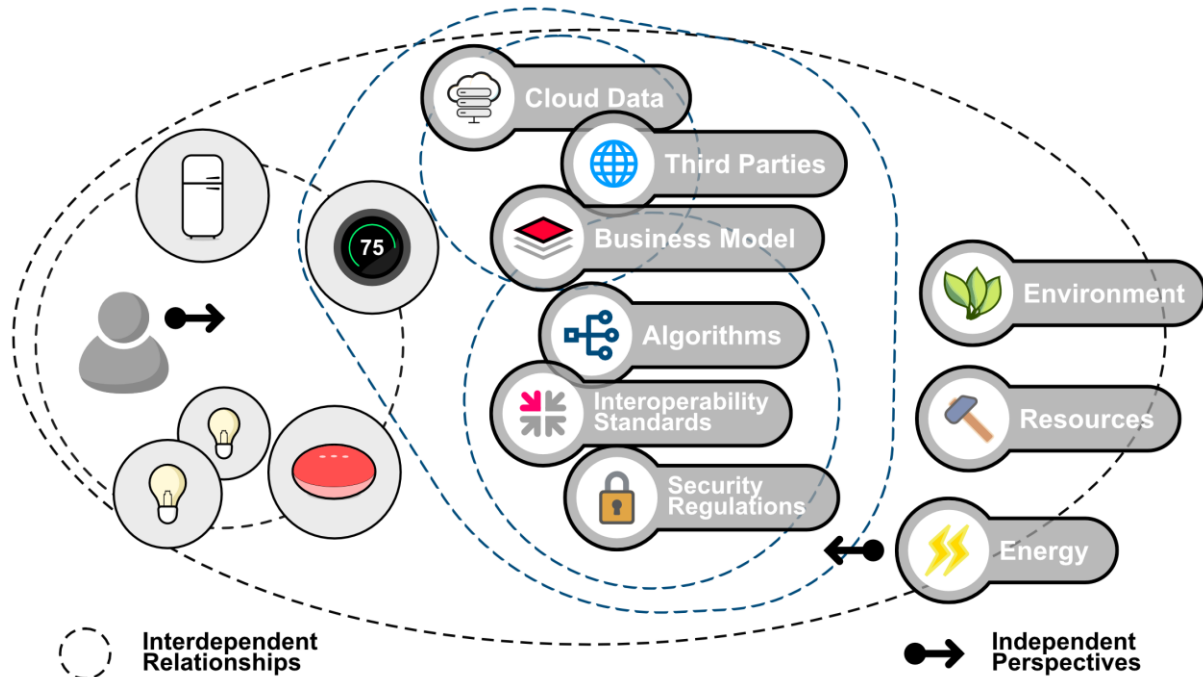 Cloud Data
Third Parties
75
Business Model
Environment
Algorithms
Interoperability
Standards
Resources
Security
Regulations
Energy
Interdependent
Relationships
Independent
Perspectives